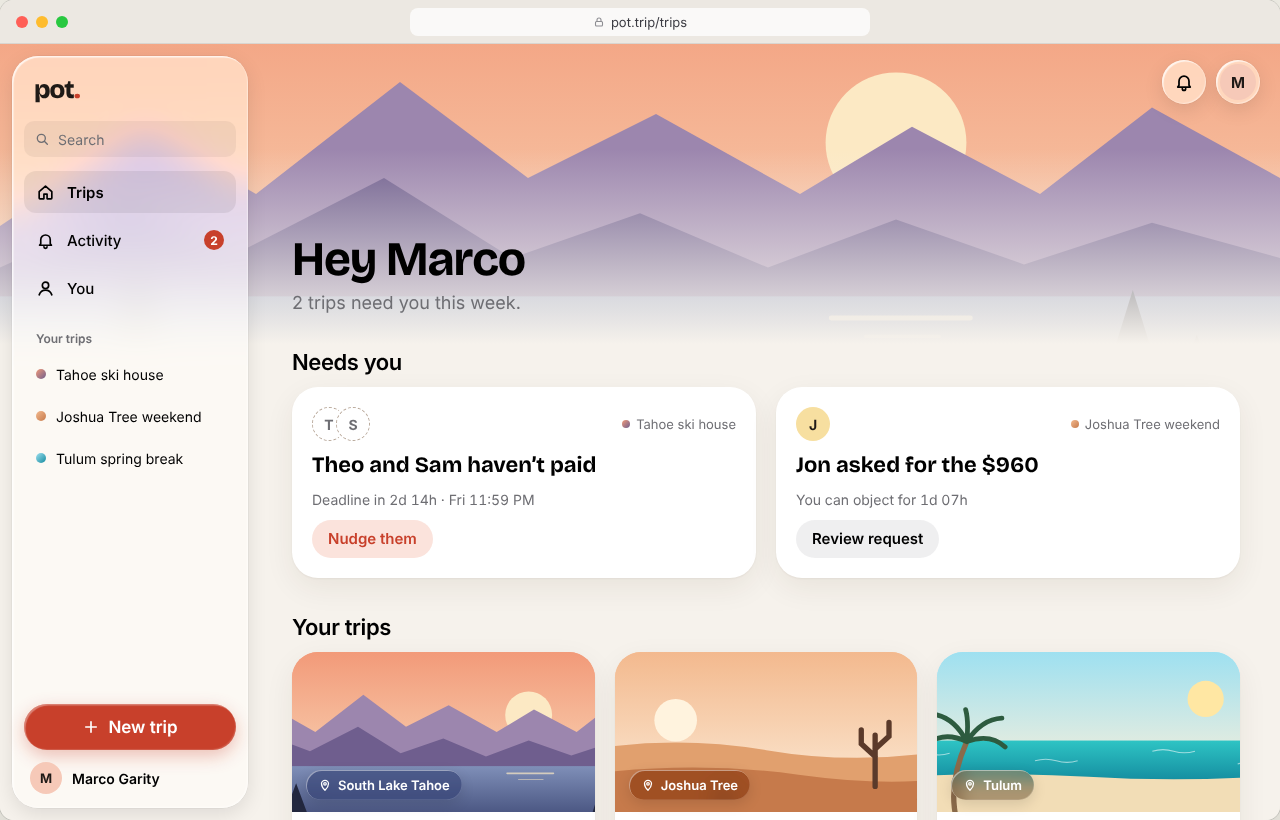 pot.trip/trips
pot.
Search
Trips
Activity 2
You
Your trips
Tahoe ski house
Joshua Tree weekend
Tulum spring break
+ New trip
M Marco Garity
M
Hey Marco
2 trips need you this week.
Needs you
T S Tahoe ski house
Theo and Sam haven’t paid
Deadline in 2d 14h · Fri 11:59 PM
Nudge them
J Joshua Tree weekend
Jon asked for the $960
You can object for 1d 07h
Review request
Your trips
South Lake Tahoe
Joshua Tree
Tulum